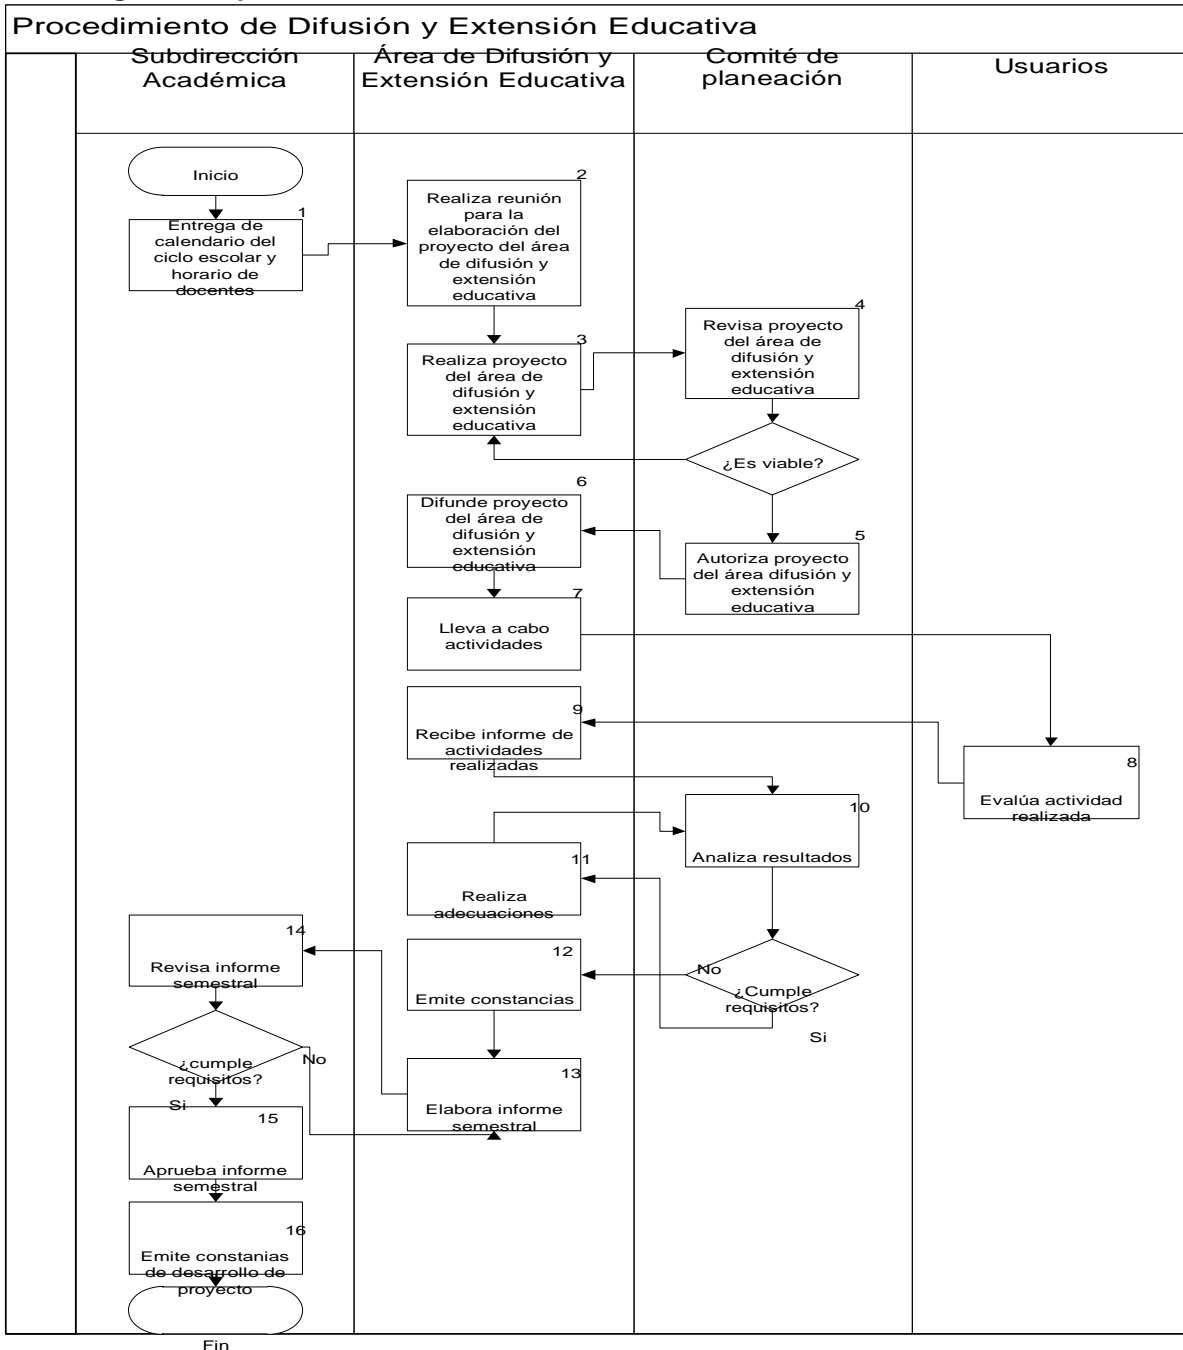 Procedimiento de Difusión y Extensión Educativa
Subdirección
Académica
Área de Difusión y
Extensión Educativa
Comité de
planeación
Usuarios
Inicio
1
Entrega de
calendario del
ciclo escolar y
horario de
docentes
2
Realiza reunión
para la
elaboración del
proyecto del área
de difusión y
extensión
educativa
3
Realiza proyecto
del área de
difusión y
extensión
educativa
4
Revisa proyecto
del área de
difusión y
extensión
educativa
¿Es viable?
5
Autoriza proyecto
del área difusión y
extensión
educativa
6
Difunde proyecto
del área de
difusión y
extensión
educativa
7
Lleva a cabo
actividades
8
Evalúa actividad
realizada
9
Recibe informe de
actividades
realizadas
10
Analiza resultados
11
Realiza
adecuaciones
No
¿Cumple
requisitos?
Si
12
Emite constancias
13
Elabora informe
semestral
14
Revisa informe
semestral
¿cumple
requisitos?
No
Si
15
Aprueba informe
semestral
16
Emite constanias
de desarrollo de
proyecto
Fin